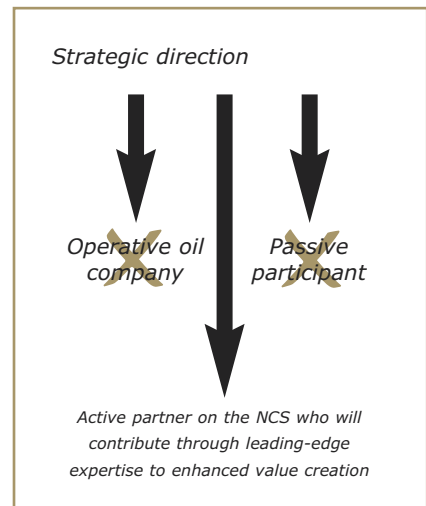 Strategic direction
Operative oil
company
Passive
participant
Active partner on the NCS who will
contribute through leading-edge
expertise to enhanced value creation